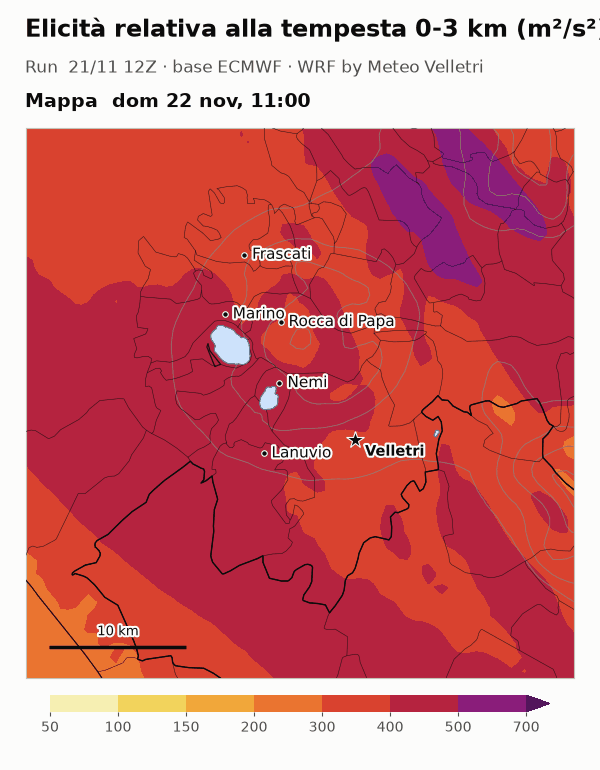 Elicità relativa alla tempesta 0-3 km (m²/s²)
Run  21/11 12Z · base ECMWF · WRF by Meteo Velletri
Mappa  dom 22 nov, 11:00
Frascati
Marino
Rocca di Papa
Nemi
Velletri
Lanuvio
10 km
50 100 150 200 300 400 500 700